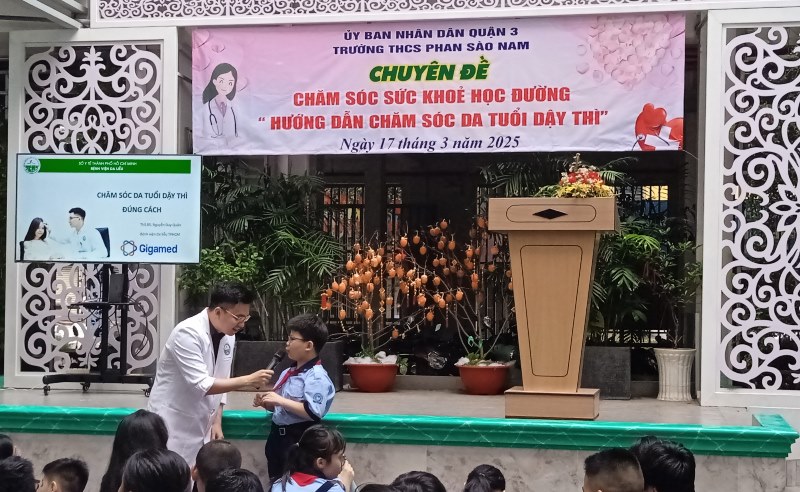 ỦY BAN NHÂN DÂN QUẬN 3
TRƯỜNG THCS PHAN SÀO NAM
CHUYÊN ĐỀ
CHĂM SÓC SỨC KHOẺ HỌC ĐƯỜNG
“ HƯỚNG DẪN CHĂM SÓC DA TUỔI DẬY THÌ”
Ngày 17 tháng 3 năm 2025
SỞ Y TẾ THÀNH PHỐ HỒ CHÍ MINH
BỆNH VIỆN DA LIỄU
CHĂM SÓC DA TUỔI DẬY THÌ
ĐÚNG CÁCH
Gigamed